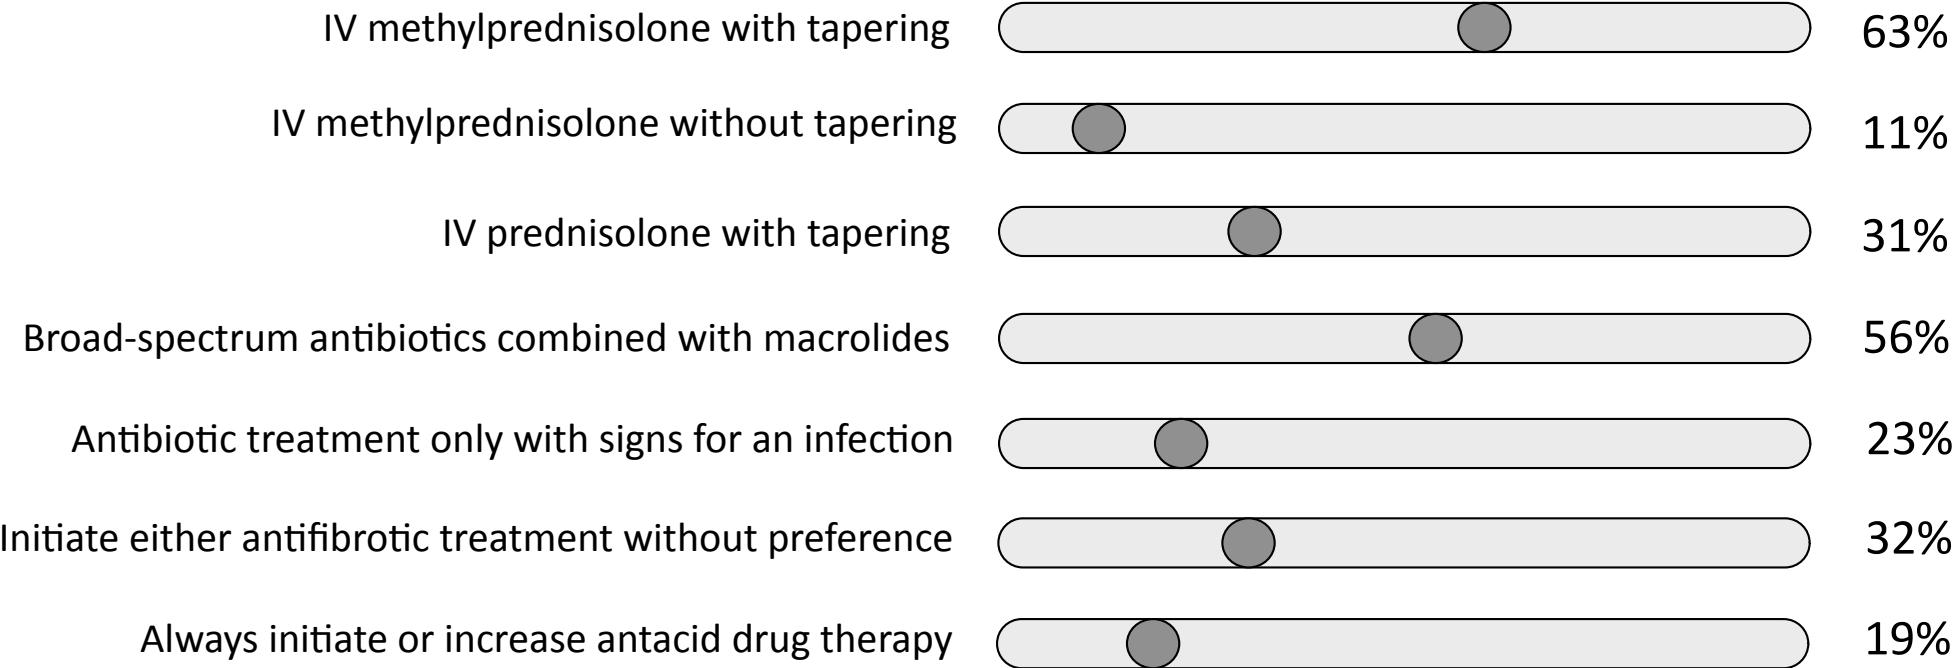 IV methylprednisolone with tapering 63%
IV methylprednisolone without tapering 11%
IV prednisolone with tapering 31%
Broad-spectrum antibiotics combined with macrolides 56%
Antibiotic treatment only with signs for an infection 23%
Initiate either antifibrotic treatment without preference 32%
Always initiate or increase antacid drug therapy 19%